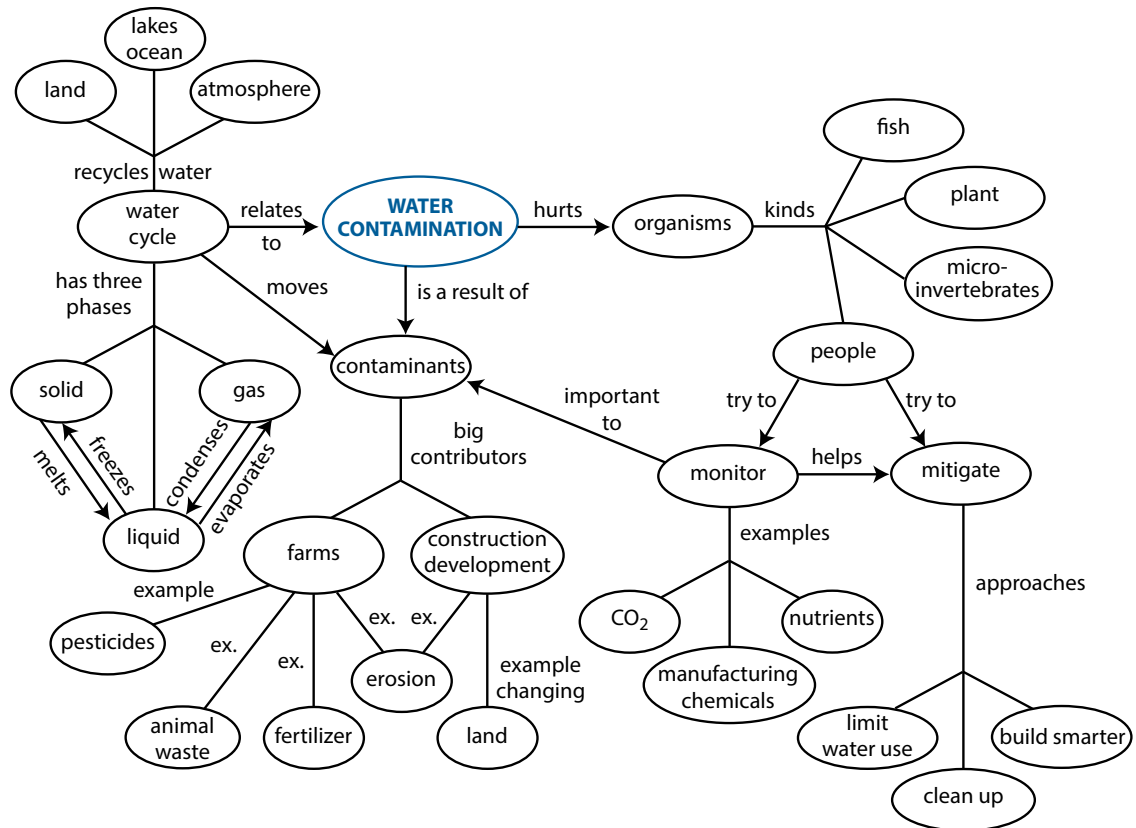 lakes
ocean
land
atmosphere
recycles water
fish
plant
micro-
invertebrates
water
cycle
relates
to
WATER
CONTAMINATION
hurts
organisms
kinds
has three
phases
moves
is a result of
people
solid
gas
contaminants
important
to
try to
try to
melts
freezes
condenses
evaporates
liquid
big
contributors
monitor
helps
mitigate
farms
construction
development
examples
approaches
example
pesticides
ex.
ex.
ex.
ex.
erosion
example
changing
CO2
nutrients
manufacturing
chemicals
animal
waste
fertilizer
land
limit
water use
build smarter
clean up